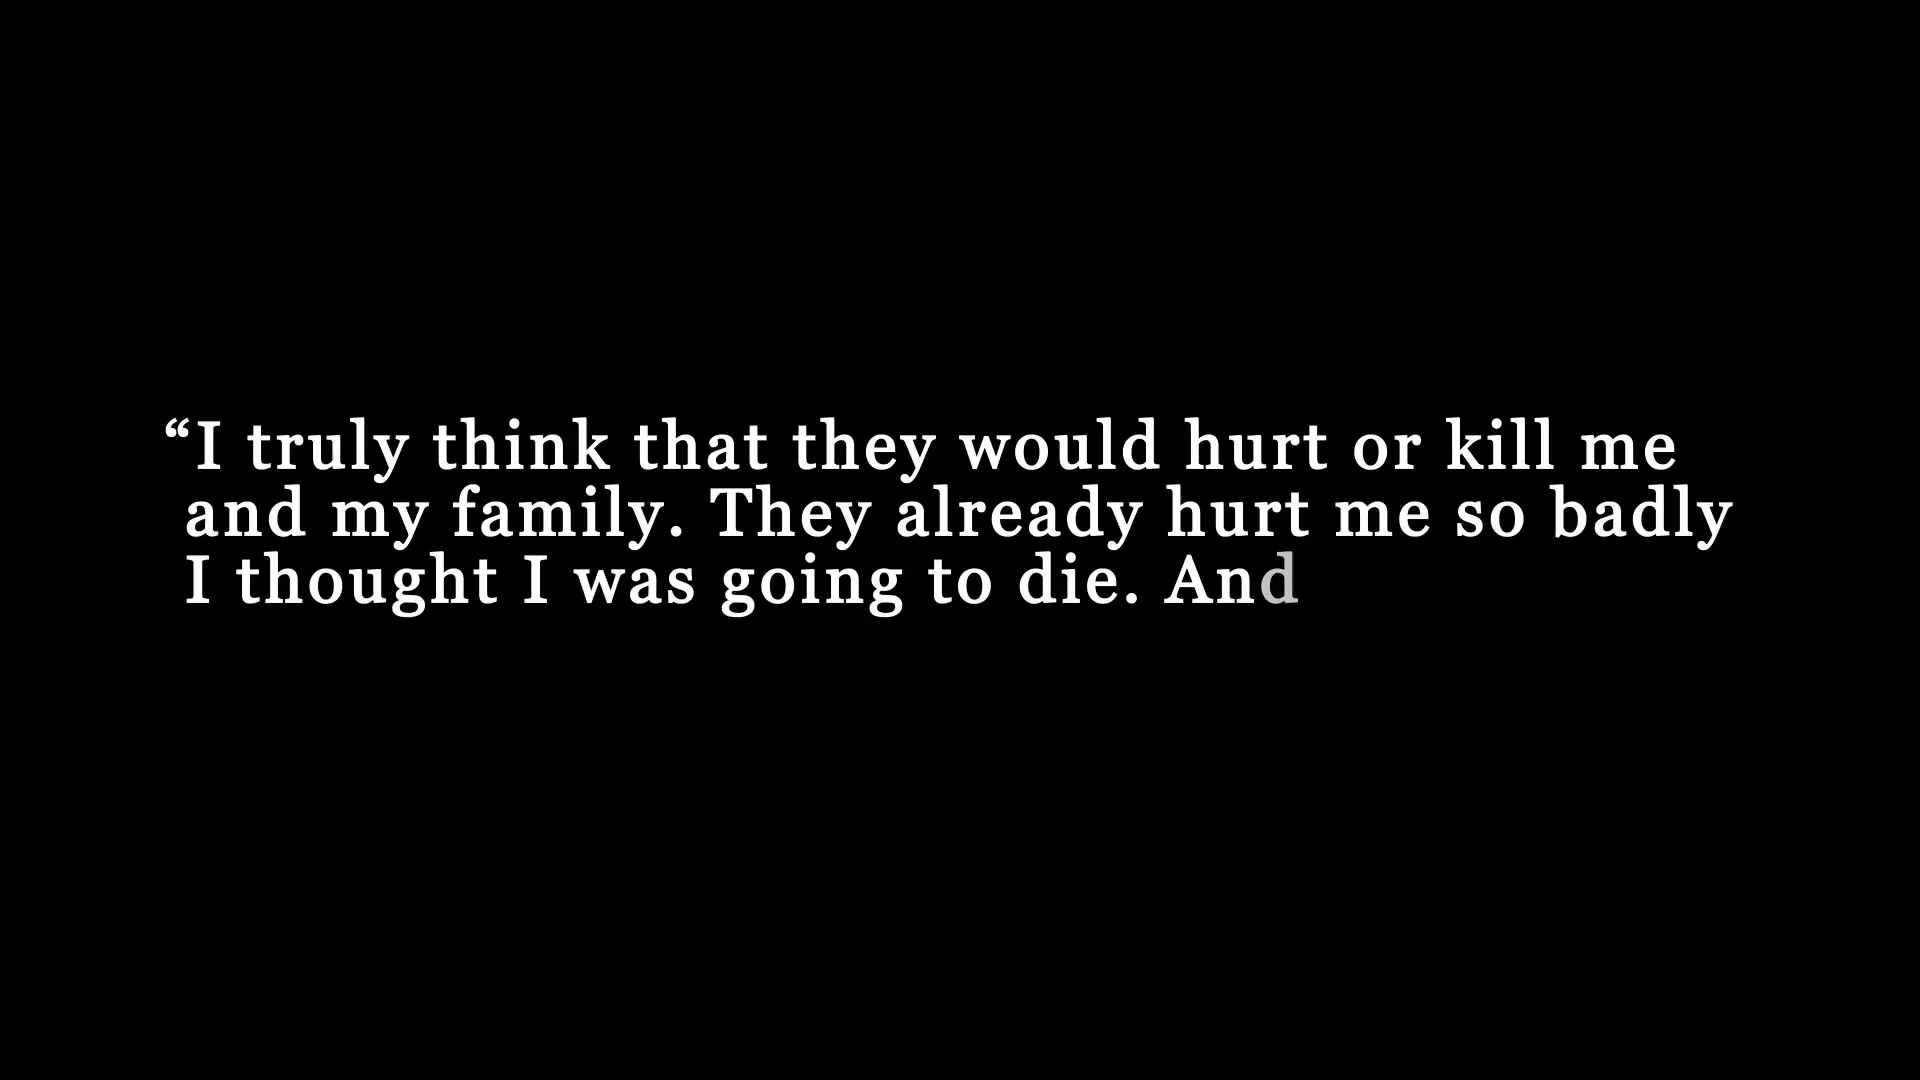 “I truly think that they would hurt or kill me
and my family. They already hurt me so badly
I thought I was going to die. And